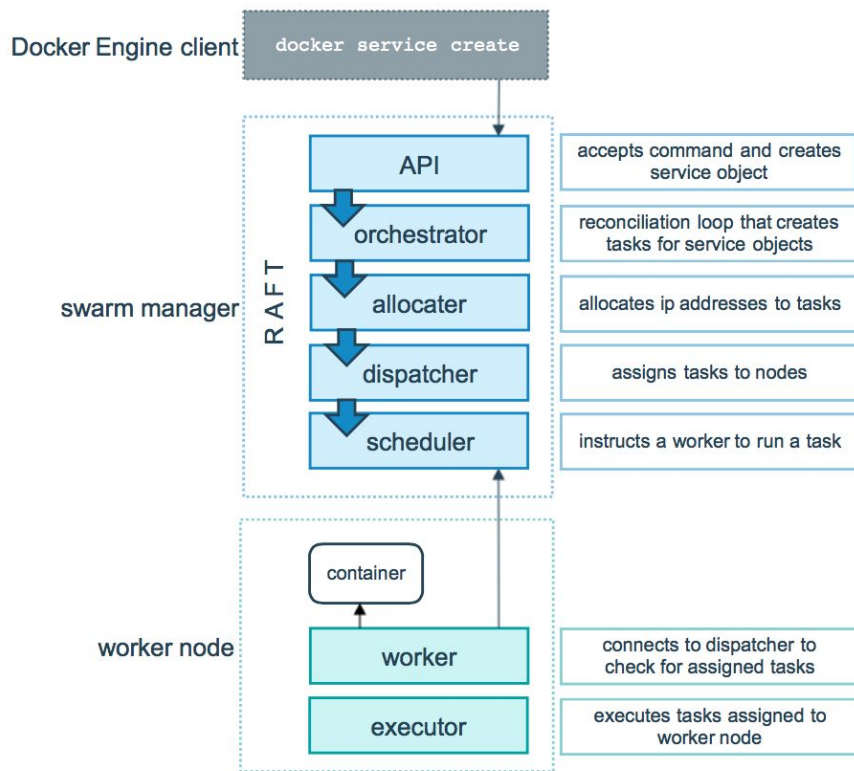 Docker Engine client
docker service create
API
accepts command and creates
service object
orchestrator
reconciliation loop that creates
tasks for service objects
swarm manager
RAFT
allocater
allocates ip addresses to tasks
dispatcher
assigns tasks to nodes
scheduler
instructs a worker to run a task
container
worker node
worker
connects to dispatcher to
check for assigned tasks
executor
executes tasks assigned to
worker node